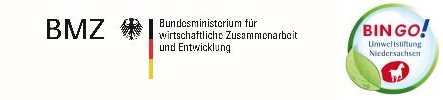 BMZ
Bundesministerium für
wirtschaftliche Zusammenarbeit
und Entwicklung
BINGO!
Umweltstiftung
Niedersachsen